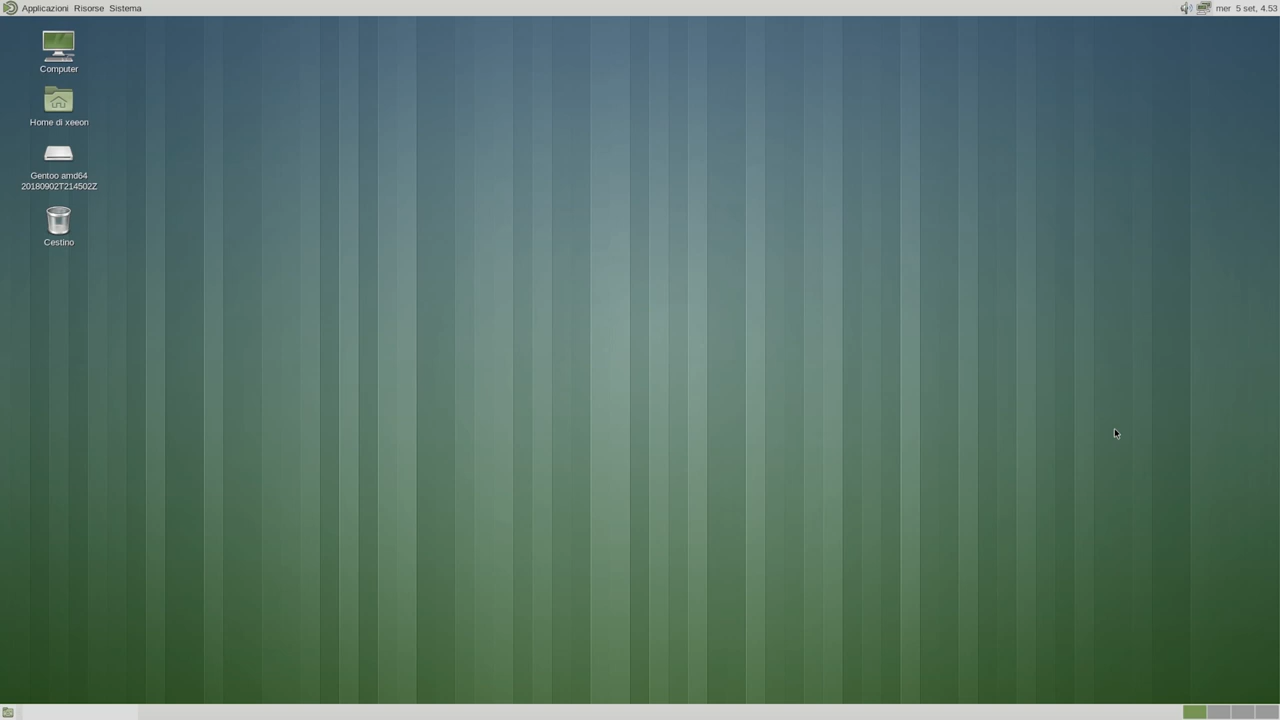 Applicazioni Risorse Sistema
mer 5 set, 4.53
Computer
Home di xeeon
Gentoo amd64
20180902T214502Z
Cestino